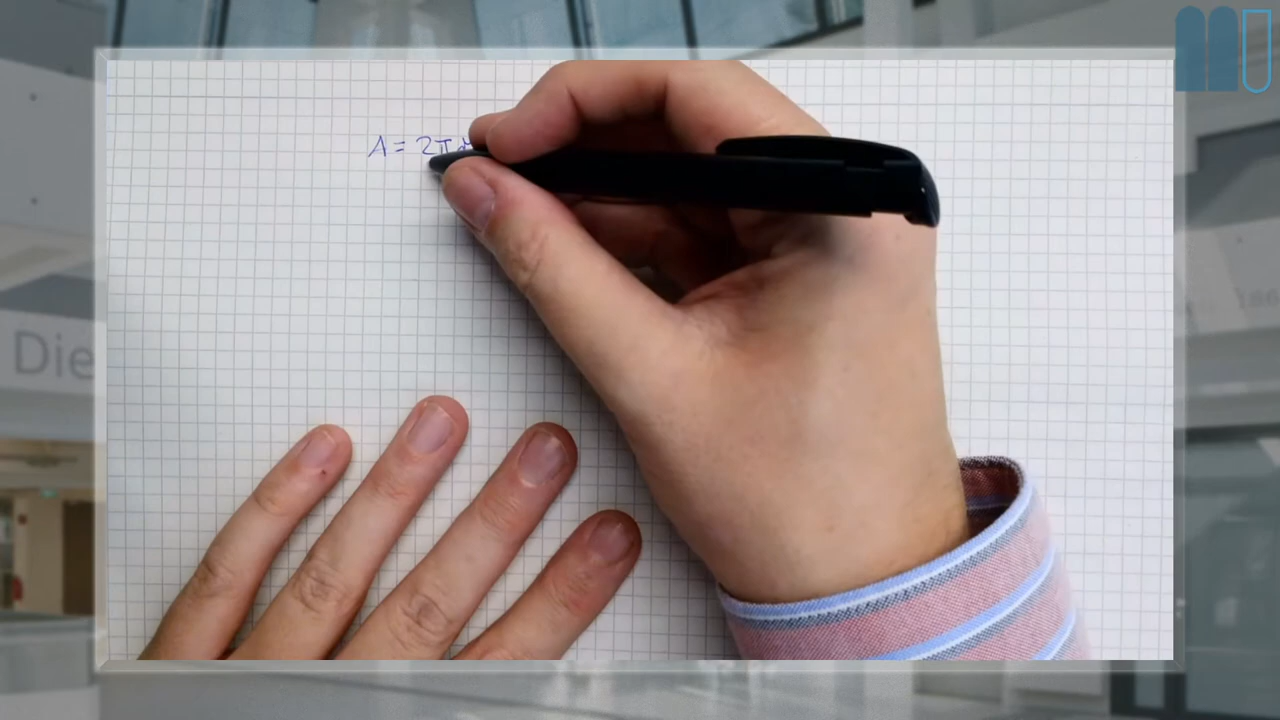 A = 2π
Die